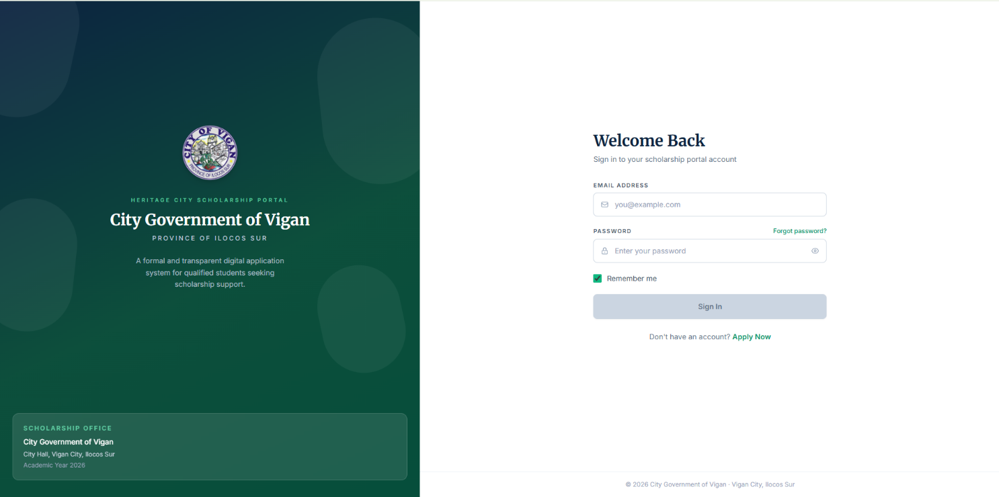 CITY OF VIGAN
PROVINCE OF ILOCOS SUR
HERITAGE CITY SCHOLARSHIP PORTAL
City Government of Vigan
PROVINCE OF ILOCOS SUR
A formal and transparent digital application
system for qualified students seeking
scholarship support.
SCHOLARSHIP OFFICE
City Government of Vigan
City Hall, Vigan City, Ilocos Sur
Academic Year 2026
Welcome Back
Sign in to your scholarship portal account
EMAIL ADDRESS
you@example.com
PASSWORD
Forgot password?
Enter your password
Remember me
Sign In
Don't have an account? Apply Now
© 2026 City Government of Vigan · Vigan City, Ilocos Sur